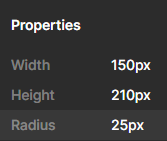 Properties
Width 150px
Height 210px
Radius 25px